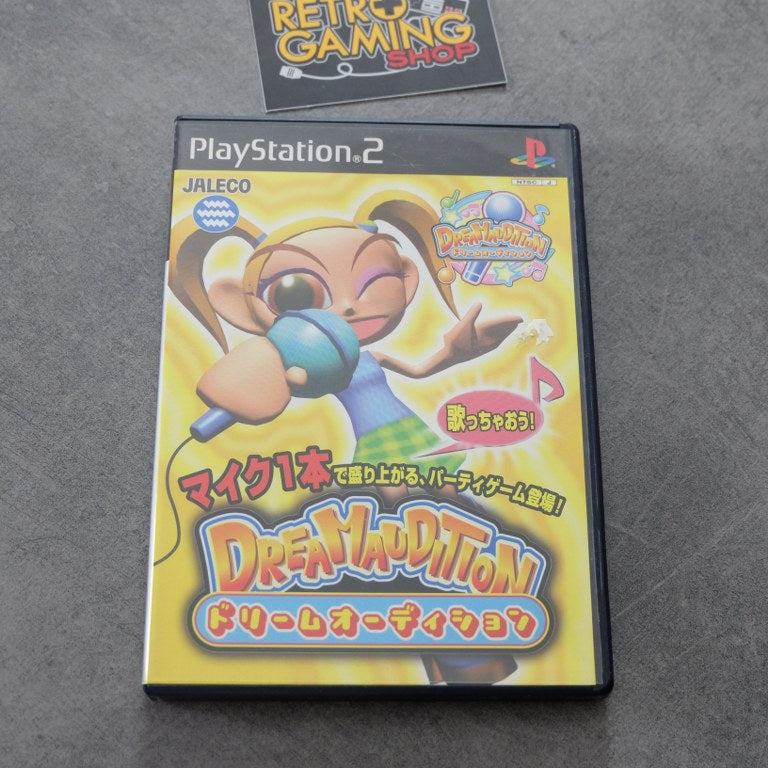 RETRO
GAMING
SHOP
PlayStation®2
NTSC J
JALECO
DREAMAUDITION
ドリームオーディション
歌っちゃおう!
マイク1本で盛り上がる、パーティゲーム登場!
DREAMAUDITION
ドリームオーディション